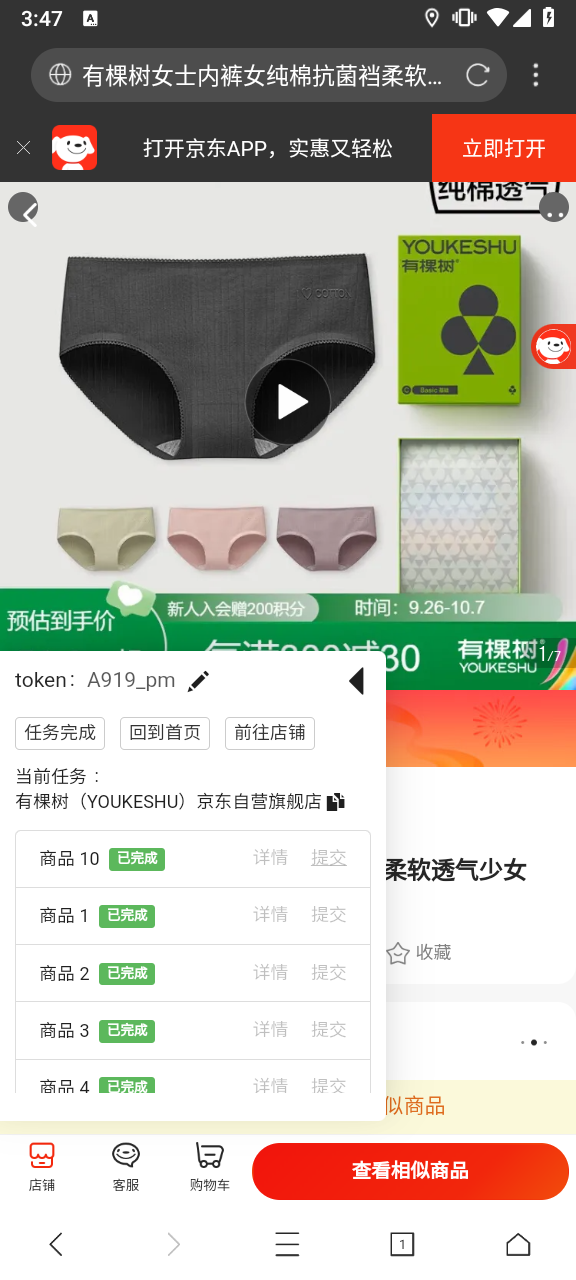 3:47
A
有棵树女士内裤女纯棉抗菌裆柔软...
打开京东APP，实惠又轻松
立即打开
纯棉透气
YOUKESHU
有棵树
COTTON
Basic
预估到手价
新人入会赠200积分
时间：9.26-10.7
每满300减30
有棵树
YOUKESHU
1/7
token： A919_pm
任务完成
回到首页
前往店铺
当前任务：
有棵树（YOUKESHU）京东自营旗舰店
商品 10 已完成 详情 提交
商品 1 已完成 详情 提交
商品 2 已完成 详情 提交
商品 3 已完成 详情 提交
商品 4 已完成 详情 提交
柔软透气少女
收藏
似商品
店铺
客服
购物车
查看相似商品
1